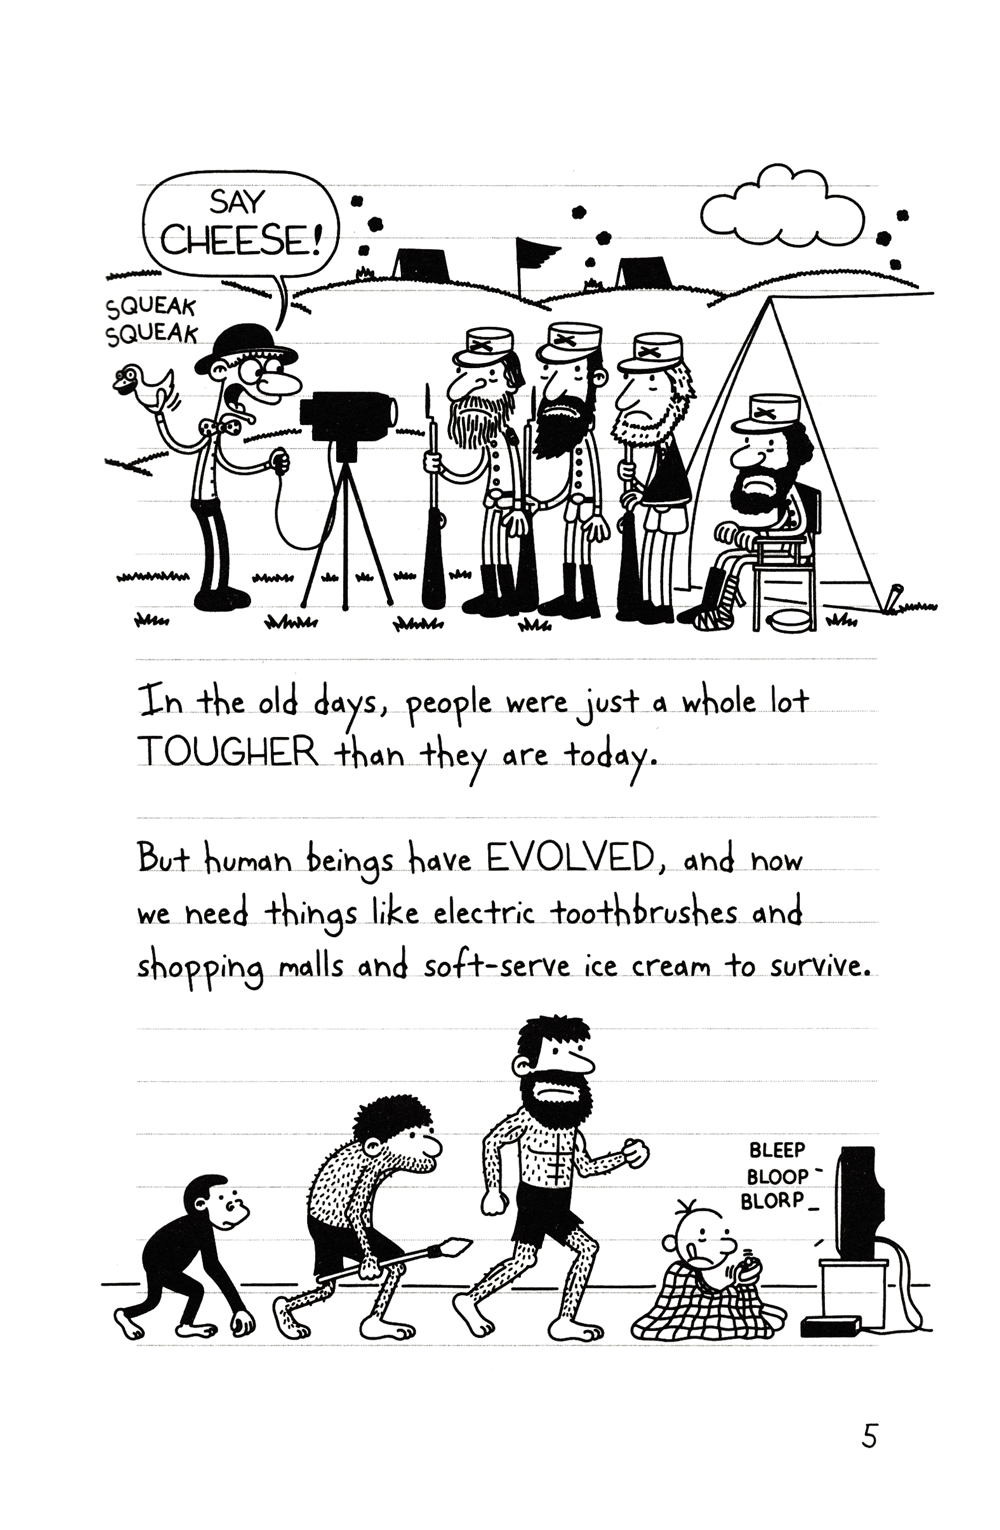 SAY
CHEESE!
SQUEAK
SQUEAK
In the old days, people were just a whole lot
TOUGHER than they are today.
But human beings have EVOLVED, and now
we need things like electric toothbrushes and
shopping malls and soft-serve ice cream to survive.
BLEEP
BLOOP
BLORP
5